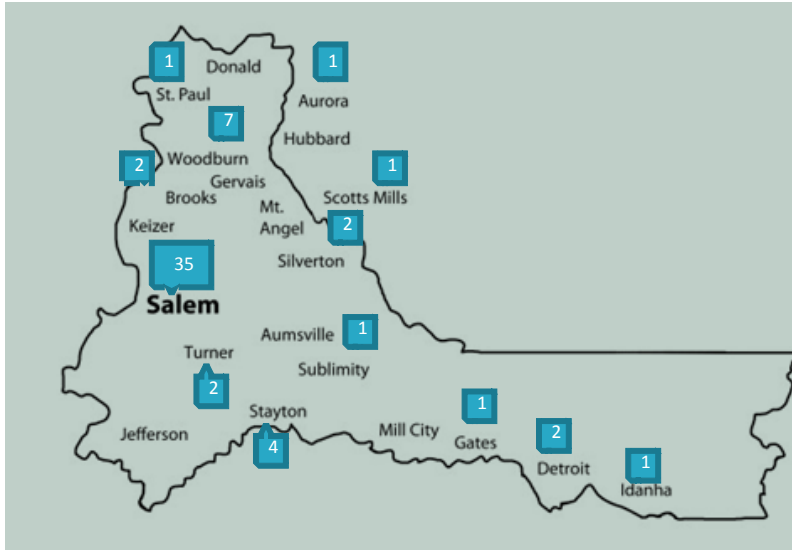 1
Donald
1
St. Paul
Aurora
7
Hubbard
2
Woodburn
1
Gervais
Brooks
Scotts Mills
Mt.
Angel
Keizer
2
Silverton
35
Salem
Aumsville
1
Turner
Sublimity
2
Stayton
1
Jefferson
Mill City
Gates
2
4
Detroit
1
Idanha